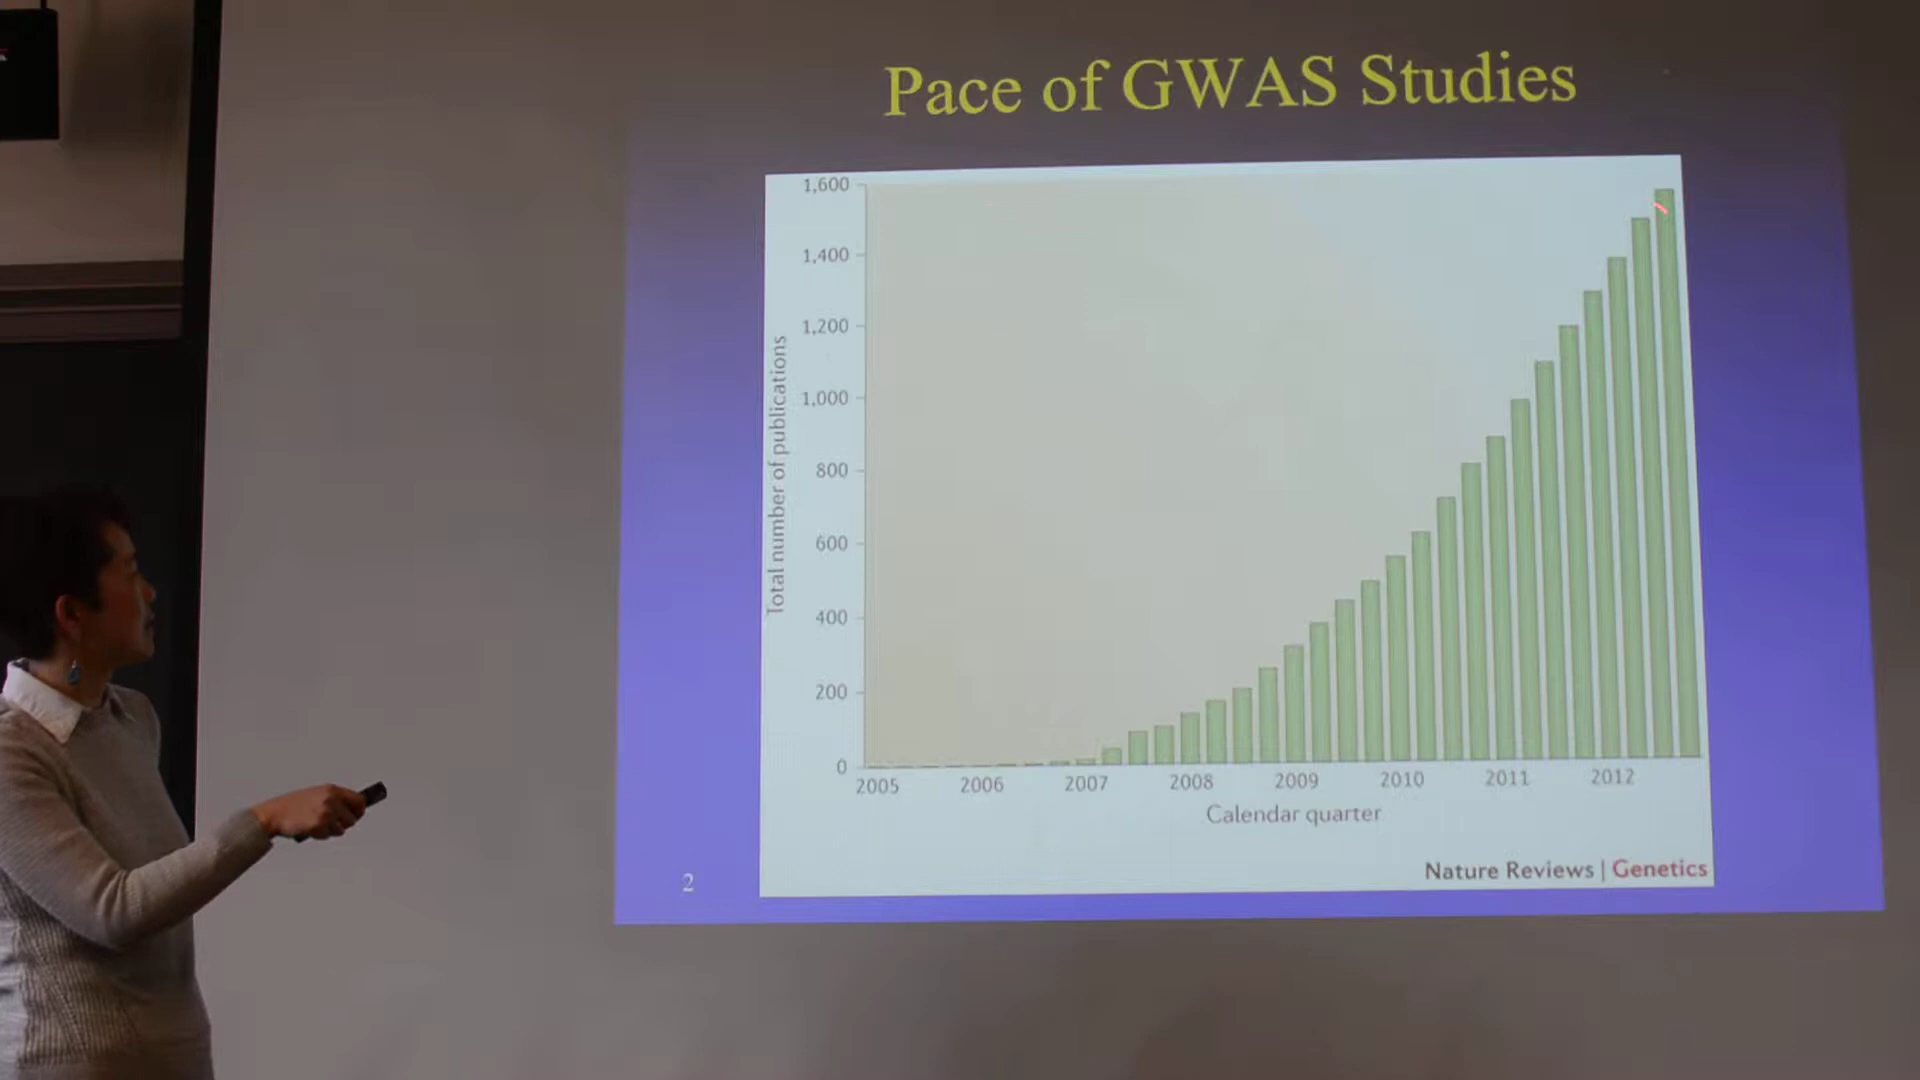 Pace of GWAS Studies
1,600
1,400
1,200
1,000
800
600
400
200
0
Total number of publications
2005 2006 2007 2008 2009 2010 2011 2012
Calendar quarter
Nature Reviews | Genetics
2